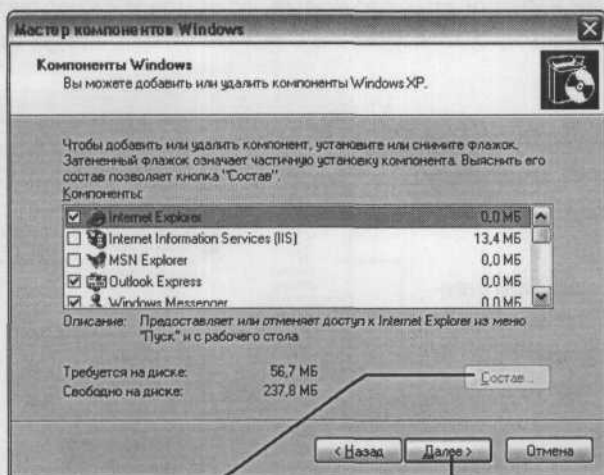 Мастер компонентов Windows
Компоненты Windows
Вы можете добавить или удалить компоненты Windows XP.
Чтобы добавить или удалить компонент, установите или снимите флажок.
Затененный флажок означает частичную установку компонента. Выяснить его
состав позволяет кнопка "Состав".
Компоненты:
Internet Explorer 0,0 МБ
Internet Information Services (IIS) 13,4 МБ
MSN Explorer 0,0 МБ
Outlook Express 0,0 МБ
Windows Messenger 0,0 МБ
Описание: Предоставляет или отменяет доступ к Internet Explorer из меню
"Пуск" и с рабочего стола
Требуется на диске: 56,7 МБ
Состав...
Свободно на диске: 237,8 МБ
< Назад Далее > Отмена